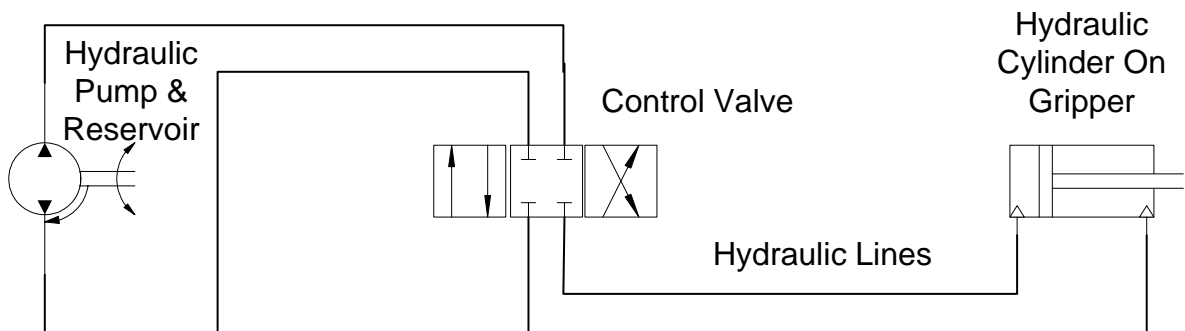 Hydraulic
Pump &
Reservoir
Control Valve
Hydraulic
Cylinder On
Gripper
Hydraulic Lines